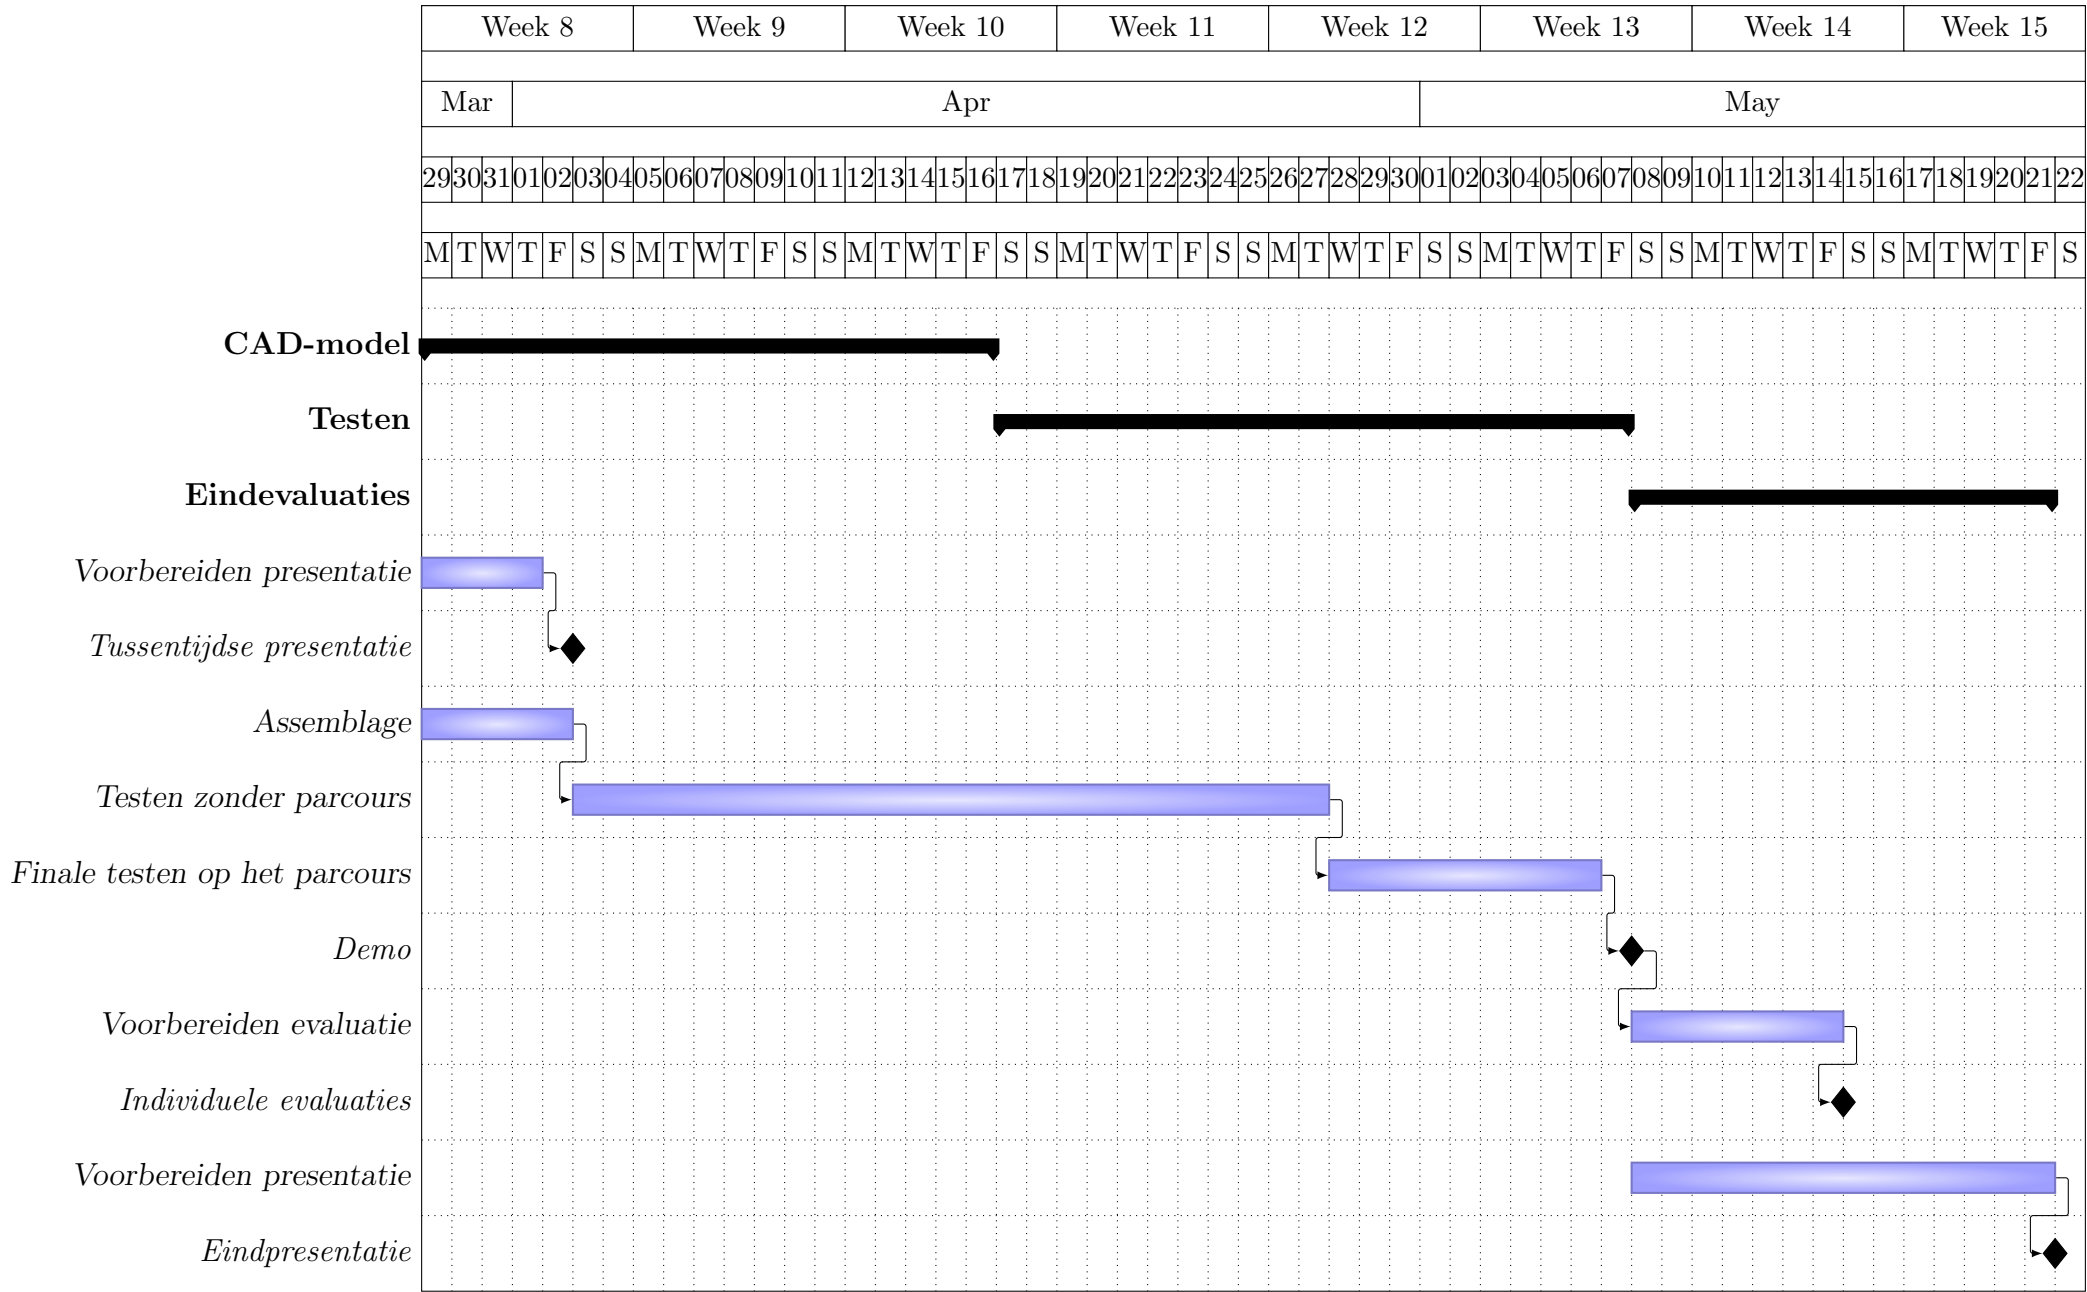 Week 8 Week 9 Week 10 Week 11 Week 12 Week 13 Week 14 Week 15
Mar Apr May
29 30 31 01 02 03 04 05 06 07 08 09 10 11 12 13 14 15 16 17 18 19 20 21 22 23 24 25 26 27 28 29 30 01 02 03 04 05 06 07 08 09 10 11 12 13 14 15 16 17 18 19 20 21 22
M T W T F S S M T W T F S S M T W T F S S M T W T F S S M T W T F S S M T W T F S S M T W T F S S M T W T F S
CAD-model
Testen
Eindevaluaties
Voorbereiden presentatie
Tussentijdse presentatie
Assemblage
Testen zonder parcours
Finale testen op het parcours
Demo
Voorbereiden evaluatie
Individuele evaluaties
Voorbereiden presentatie
Eindpresentatie